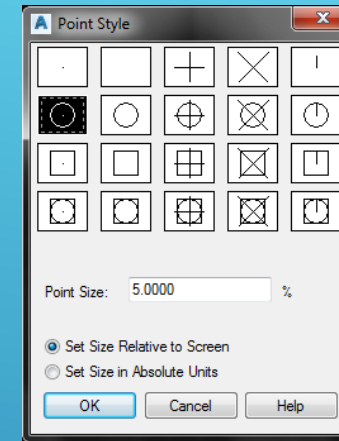 A Point Style X
Point Size: 5.0000 %
Set Size Relative to Screen
Set Size in Absolute Units
OK Cancel Help